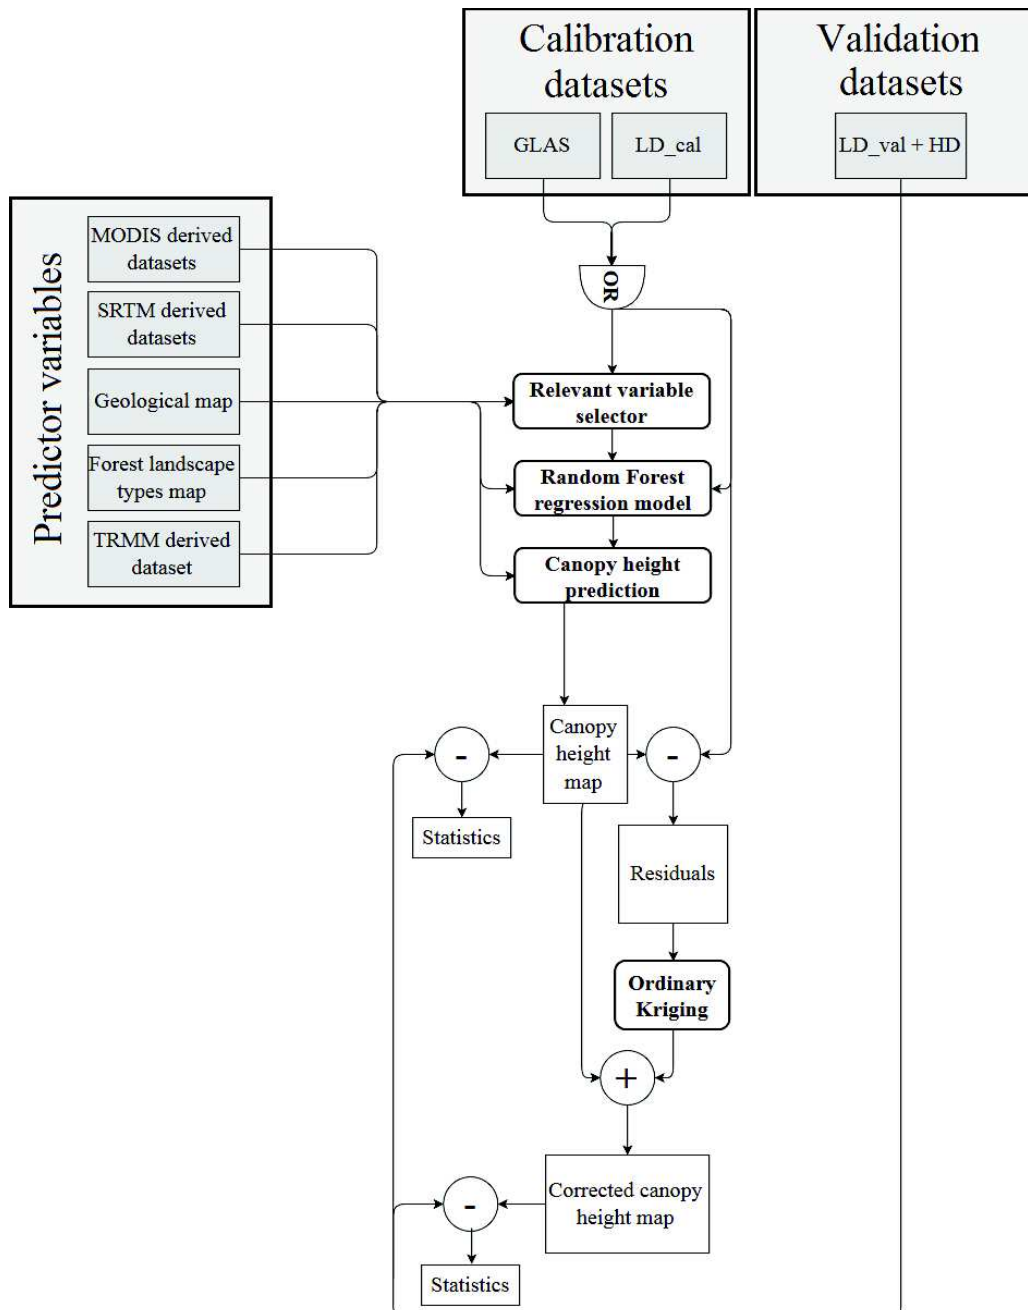 Calibration
datasets
GLAS
LD_cal
Validation
datasets
LD_val + HD
Predictor variables
MODIS derived
datasets
SRTM derived
datasets
Geological map
Forest landscape
types map
TRMM derived
dataset
OR
Relevant variable
selector
Random Forest
regression model
Canopy height
prediction
Canopy
height
map
-
-
Statistics
Residuals
Ordinary
Kriging
+
Corrected canopy
height map
-
Statistics